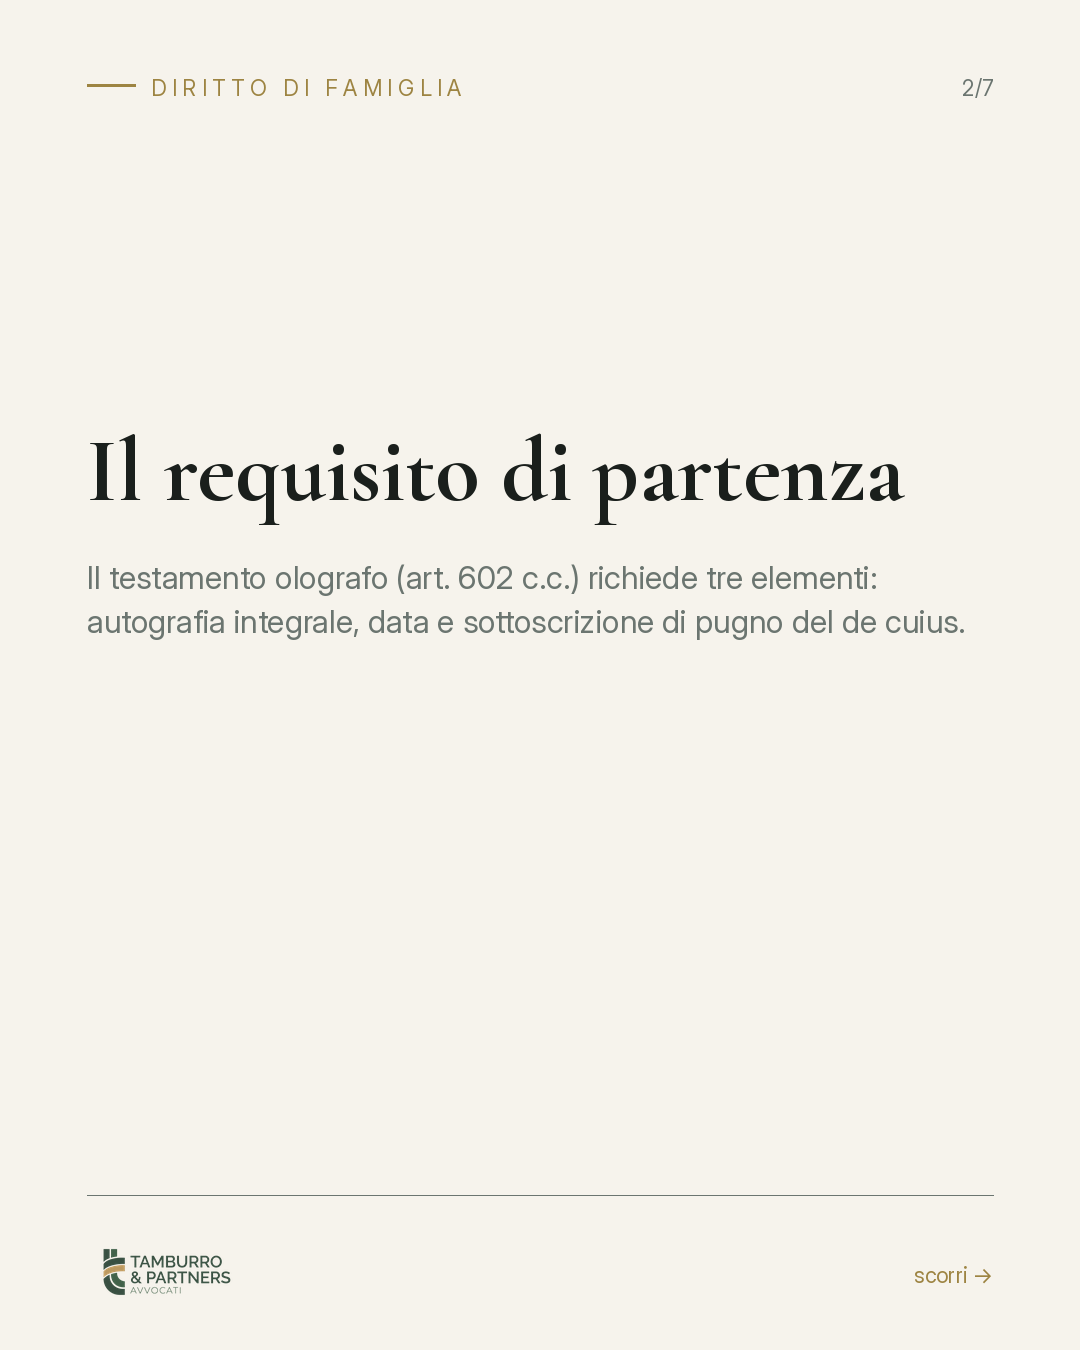 DIRITTO DI FAMIGLIA
2/7
Il requisito di partenza
Il testamento olografo (art. 602 c.c.) richiede tre elementi:
autografia integrale, data e sottoscrizione di pugno del de cuius.
TAMBURRO
& PARTNERS
AVVOCATI
scorri →